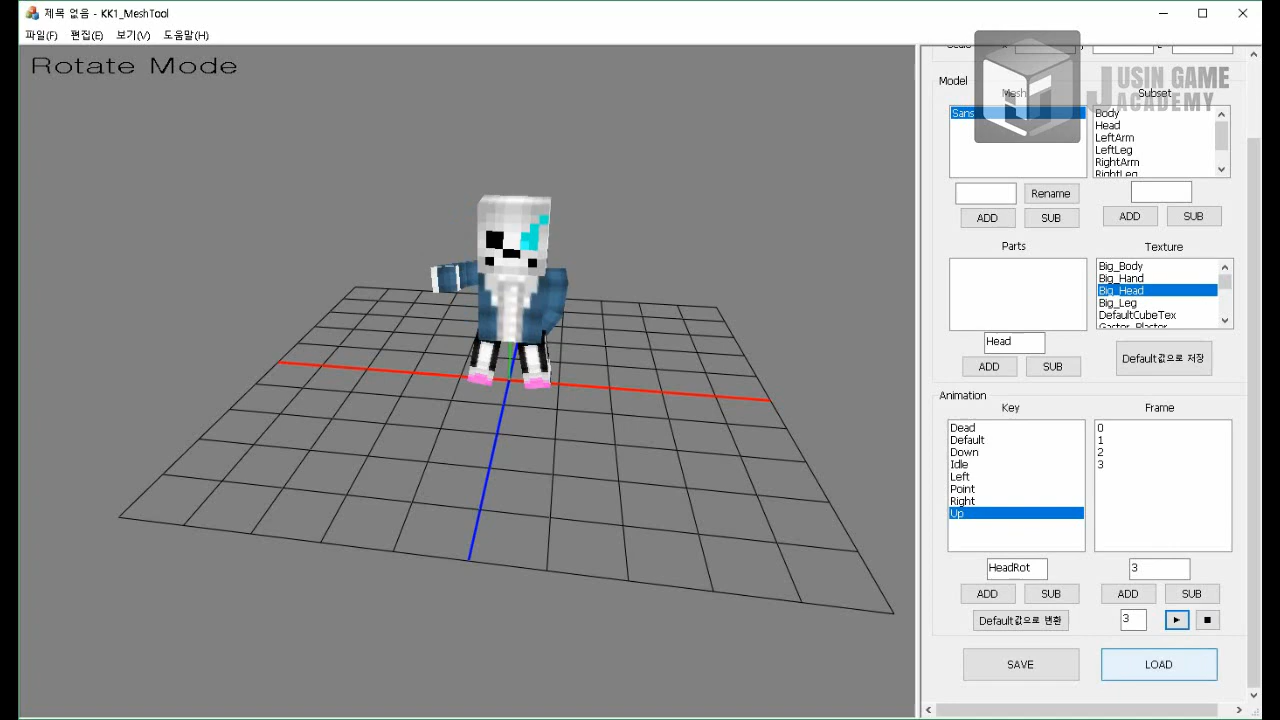 제목 없음 - KK1_MeshTool
파일(F) 편집(E) 보기(V) 도움말(H)
Rotate Mode
JUSIN GAME
ACADEMY
Model
Mesh
Subset
Sans
Body
Head
LeftArm
LeftLeg
RightArm
RightLeg
Rename
ADD SUB
ADD SUB
Parts
Texture
Big_Body
Big_Hand
Big_Head
Big_Leg
DefaultCubeTex
Gaster_Blaster
Head
ADD SUB
Default값으로 저장
Animation
Key
Frame
Dead
Default
Down
Idle
Left
Point
Right
Up
0
1
2
3
HeadRot
3
ADD SUB
ADD SUB
Default값으로 변환
3
SAVE
LOAD